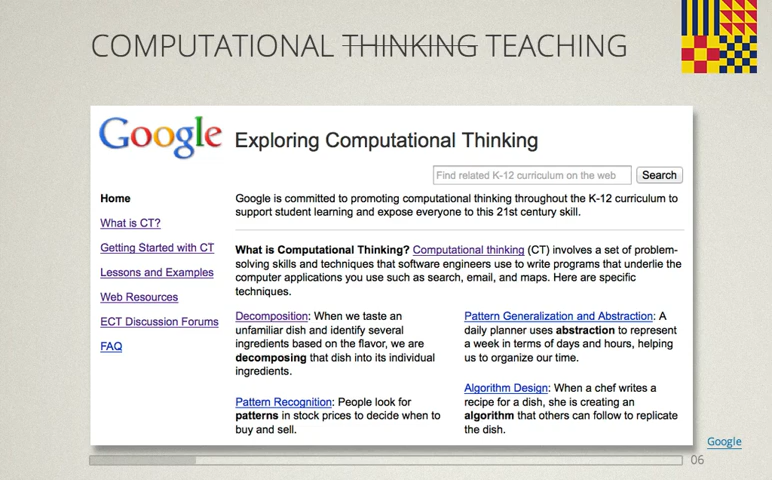 COMPUTATIONAL THINKING TEACHING
Google
Exploring Computational Thinking
Find related K-12 curriculum on the web
Search
Home
What is CT?
Getting Started with CT
Lessons and Examples
Web Resources
ECT Discussion Forums
FAQ
Google is committed to promoting computational thinking throughout the K-12 curriculum to
support student learning and expose everyone to this 21st century skill.
What is Computational Thinking? Computational thinking (CT) involves a set of problem-
solving skills and techniques that software engineers use to write programs that underlie the
computer applications you use such as search, email, and maps. Here are specific
techniques.
Decomposition: When we taste an
unfamiliar dish and identify several
ingredients based on the flavor, we are
decomposing that dish into its individual
ingredients.
Pattern Recognition: People look for
patterns in stock prices to decide when to
buy and sell.
Pattern Generalization and Abstraction: A
daily planner uses abstraction to represent
a week in terms of days and hours, helping
us to organize our time.
Algorithm Design: When a chef writes a
recipe for a dish, she is creating an
algorithm that others can follow to replicate
the dish.
Google
06